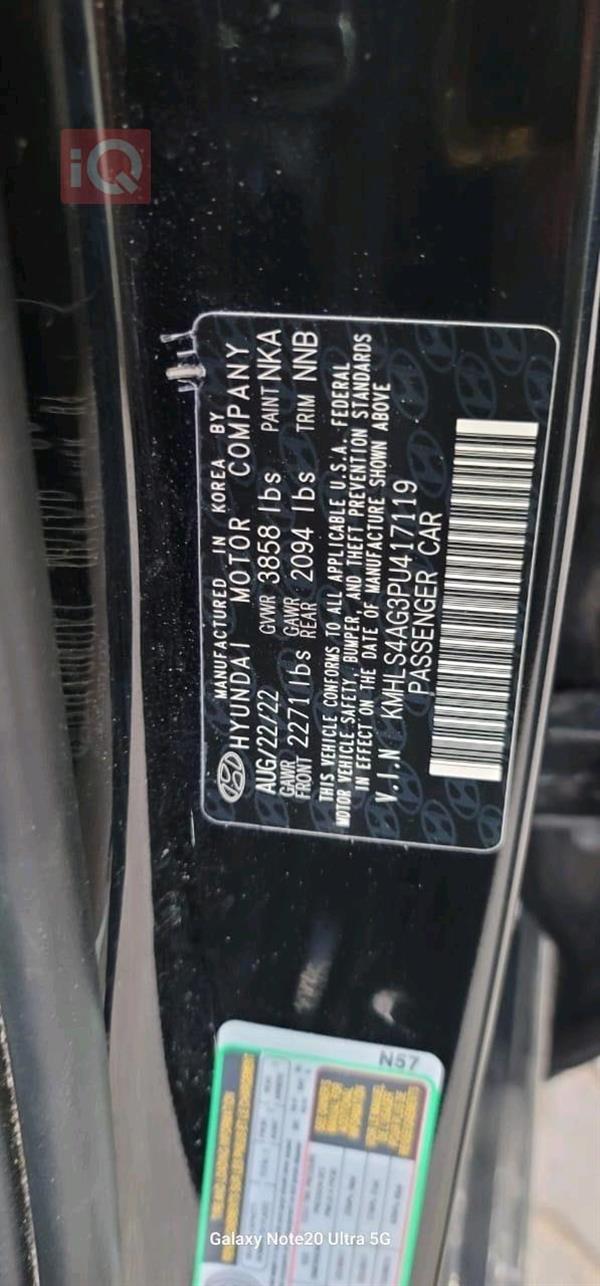 iQ
MANUFACTURED IN KOREA BY
HYUNDAI MOTOR COMPANY
AUG/22/22 GVWR 3858 lbs PAINT NKA
GAWR FRONT 2271 lbs GAWR REAR 2094 lbs TRIM NNB
THIS VEHICLE CONFORMS TO ALL APPLICABLE U.S.A. FEDERAL
MOTOR VEHICLE SAFETY, BUMPER, AND THEFT PREVENTION STANDARDS
IN EFFECT ON THE DATE OF MANUFACTURE SHOWN ABOVE
V.I.N : KMHLS4AG3PU417119
PASSENGER CAR
N57
Galaxy Note20 Ultra 5G